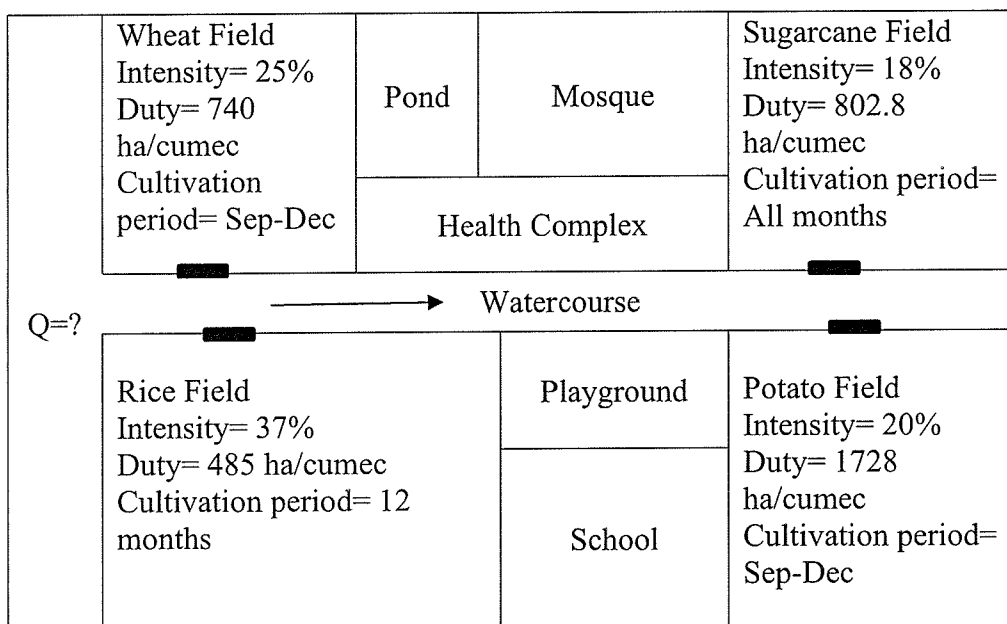 Wheat Field
Intensity= 25%
Duty= 740
ha/cumec
Cultivation
period= Sep-Dec
Pond
Mosque
Health Complex
Sugarcane Field
Intensity= 18%
Duty= 802.8
ha/cumec
Cultivation period=
All months
Q=?
Watercourse
Rice Field
Intensity= 37%
Duty= 485 ha/cumec
Cultivation period= 12
months
Playground
School
Potato Field
Intensity= 20%
Duty= 1728
ha/cumec
Cultivation period=
Sep-Dec